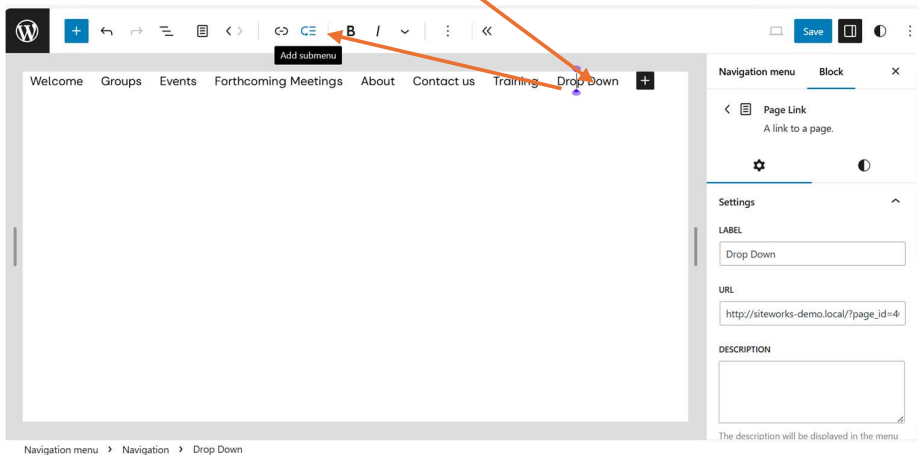 Save
B I
Add submenu
Welcome Groups Events Forthcoming Meetings About Contact us Training Drop Down
Navigation menu Block
Page Link
A link to a page.
Settings
LABEL
Drop Down
URL
http://siteworks-demo.local/?page_id=4
DESCRIPTION
The description will be displayed in the menu
Navigation menu > Navigation > Drop Down